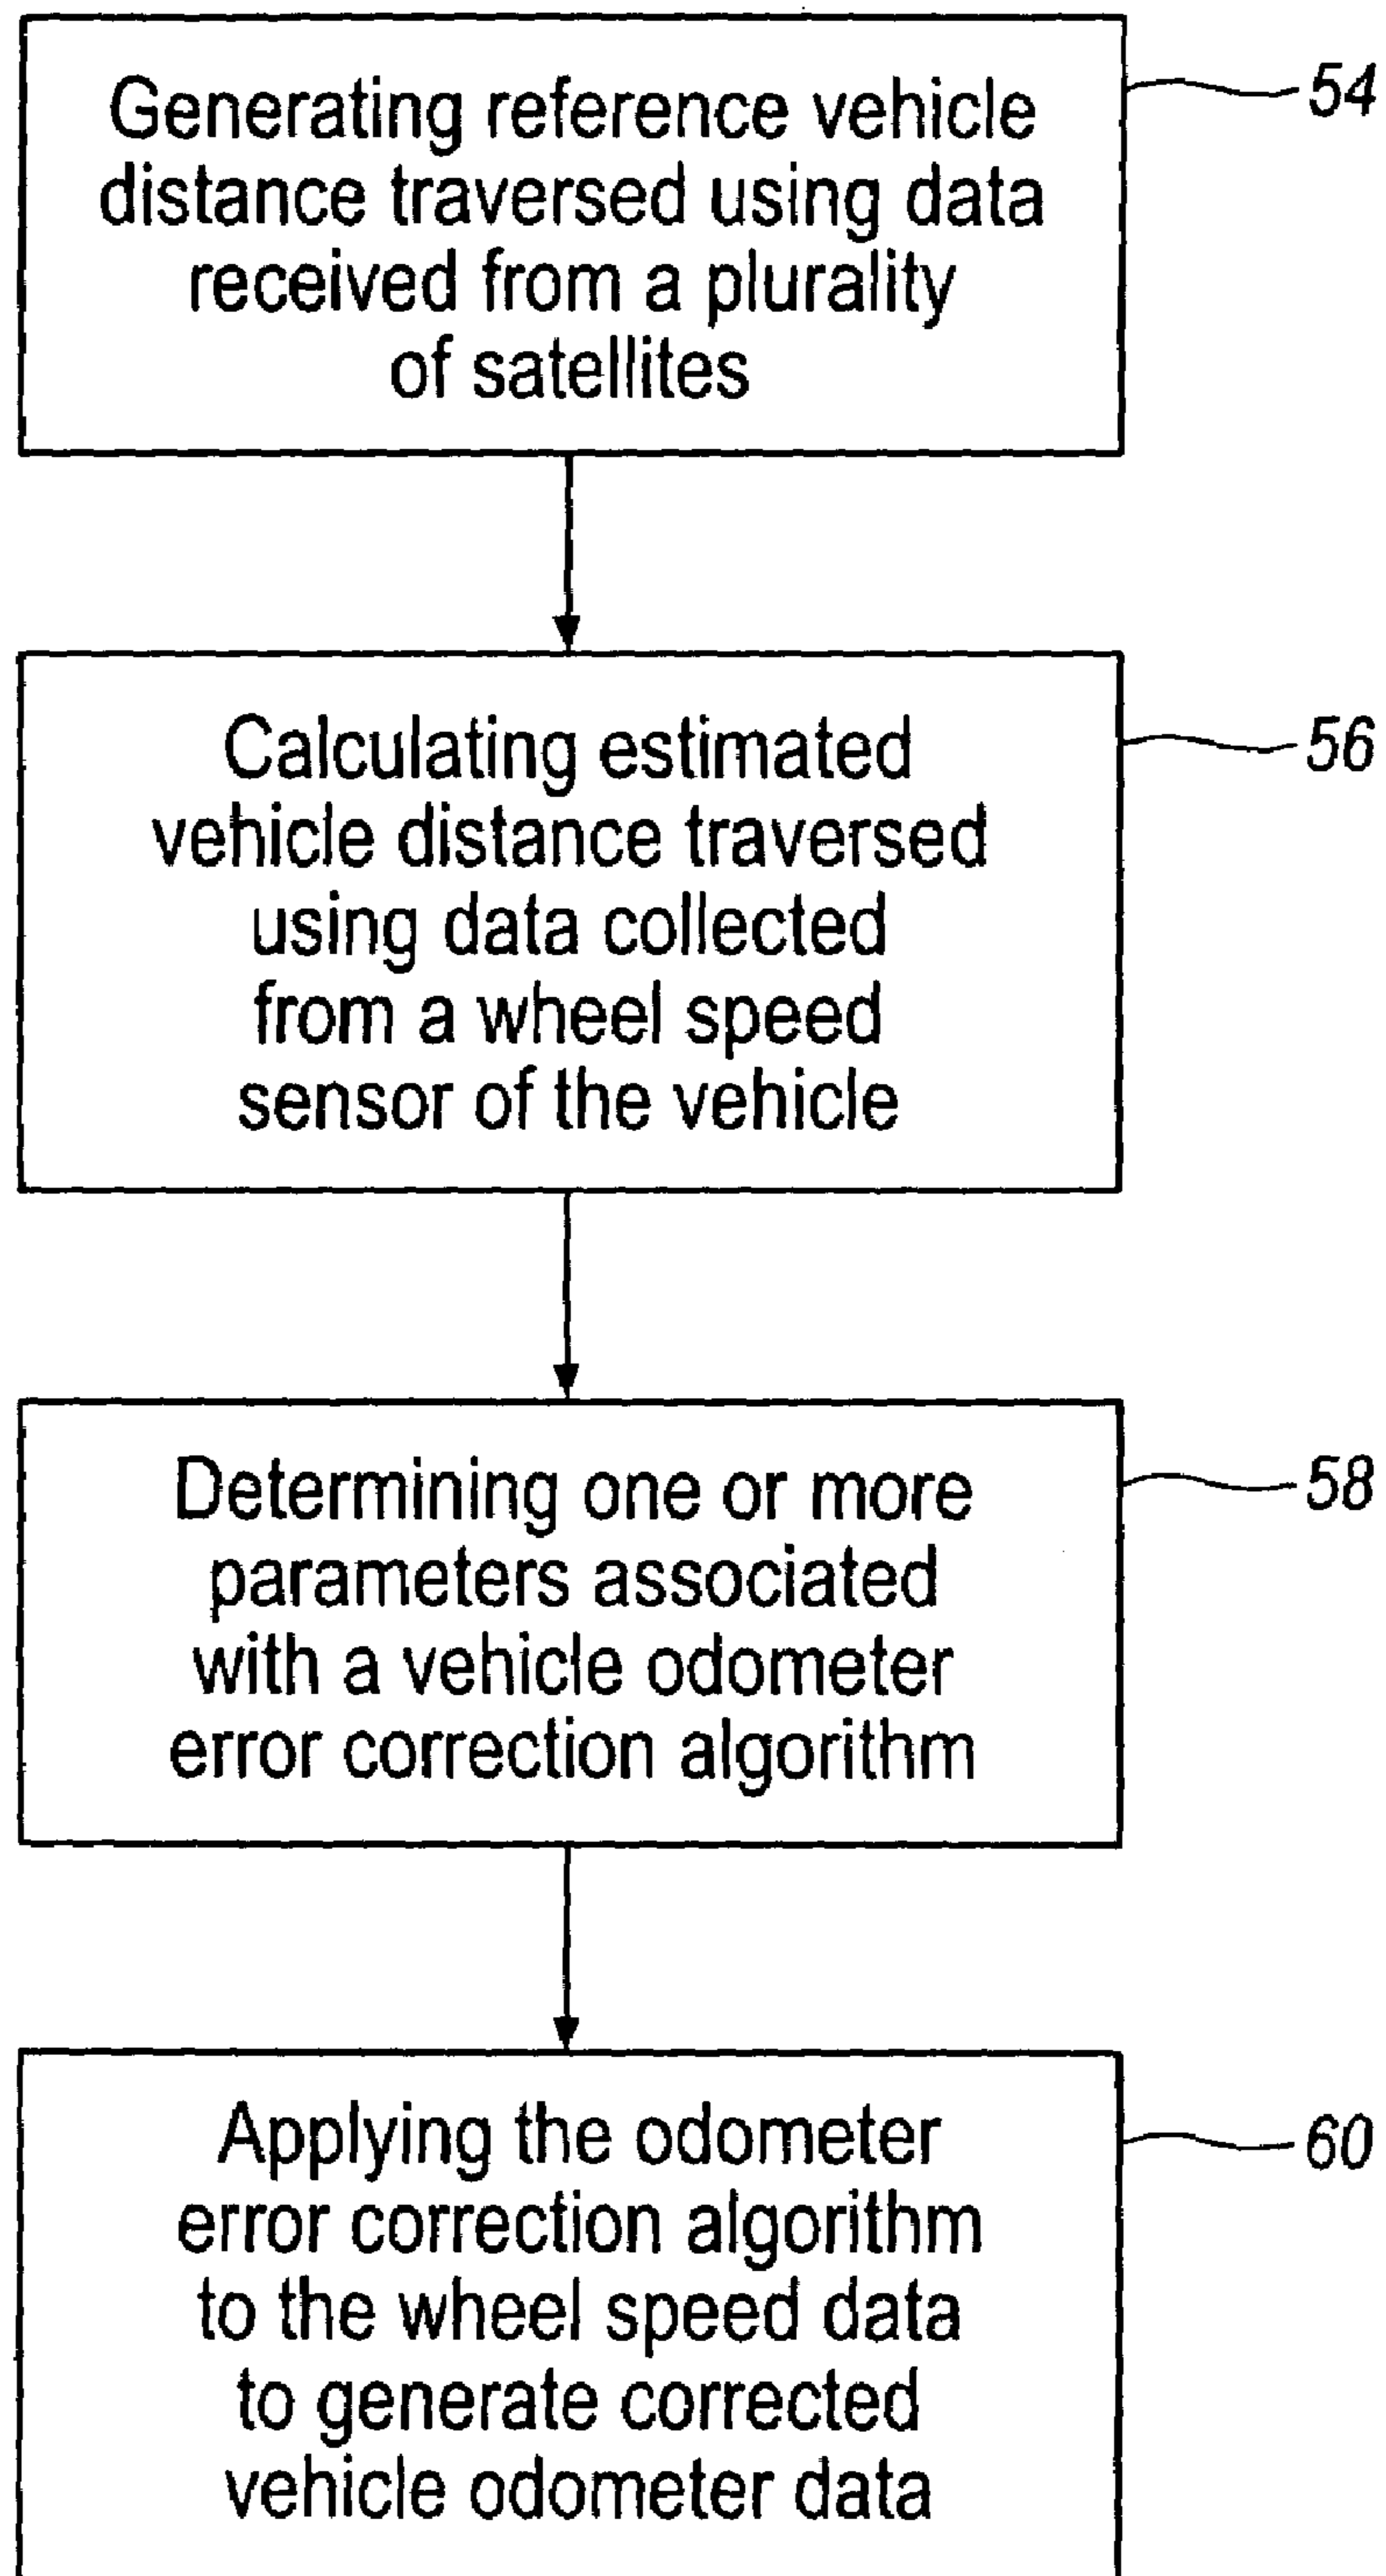 Generating reference vehicle
distance traversed using data
received from a plurality
of satellites
54
Calculating estimated
vehicle distance traversed
using data collected
from a wheel speed
sensor of the vehicle
56
Determining one or more
parameters associated
with a vehicle odometer
error correction algorithm
58
Applying the odometer
error correction algorithm
to the wheel speed data
to generate corrected
vehicle odometer data
60